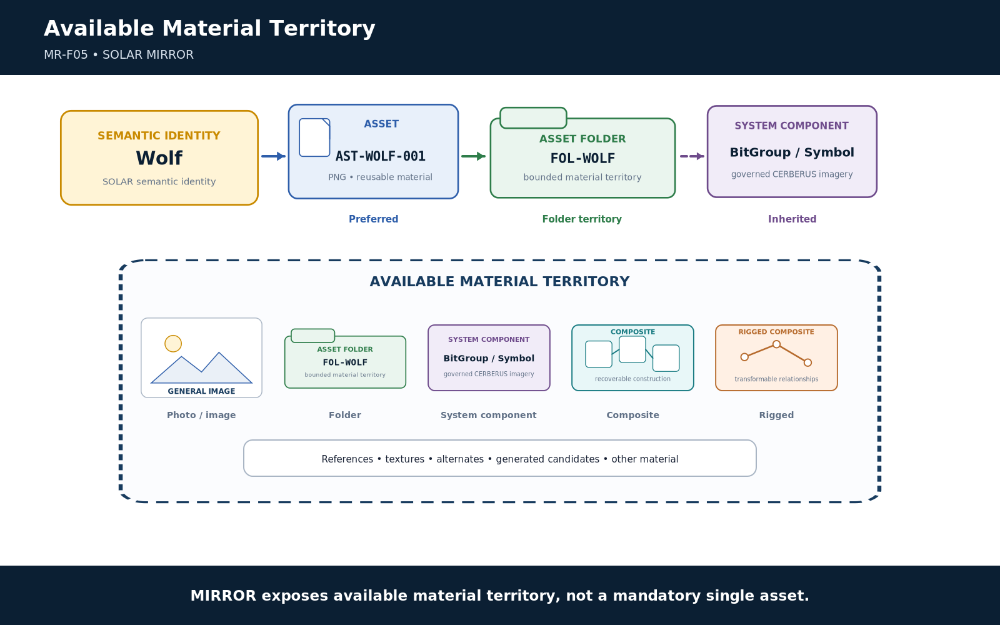 Available Material Territory
MR-F05 • SOLAR MIRROR
SEMANTIC IDENTITY
Wolf
SOLAR semantic identity
ASSET
AST-WOLF-001
PNG • reusable material
Preferred
ASSET FOLDER
FOL-WOLF
bounded material territory
Folder territory
SYSTEM COMPONENT
BitGroup / Symbol
governed CERBERUS imagery
Inherited
AVAILABLE MATERIAL TERRITORY
GENERAL IMAGE
Photo / image
ASSET FOLDER
FOL-WOLF
bounded material territory
Folder
SYSTEM COMPONENT
BitGroup / Symbol
governed CERBERUS imagery
System component
COMPOSITE
recoverable construction
Composite
RIGGED COMPOSITE
transformable relationships
Rigged
References • textures • alternates • generated candidates • other material
MIRROR exposes available material territory, not a mandatory single asset.